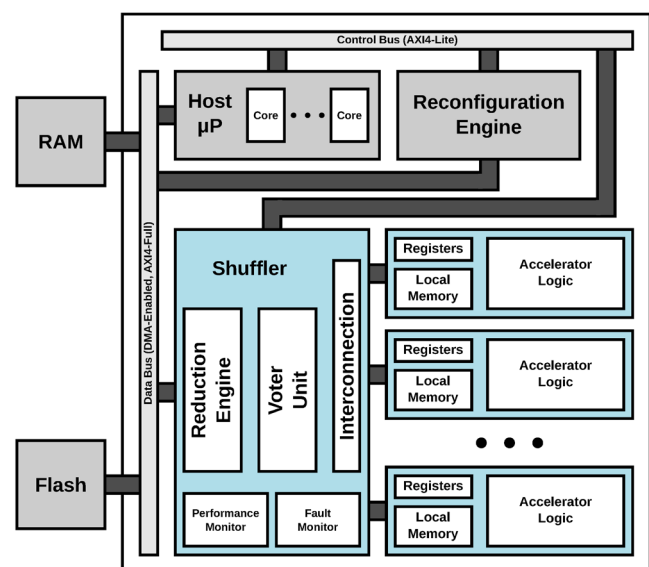 Control Bus (AXI4-Lite)
Host
µP
Core
Core
Reconfiguration
Engine
RAM
Data Bus (DMA-Enabled, AXI4-Full)
Shuffler
Reduction
Engine
Voter
Unit
Interconnection
Performance
Monitor
Fault
Monitor
Registers
Local
Memory
Accelerator
Logic
Registers
Local
Memory
Accelerator
Logic
Registers
Local
Memory
Accelerator
Logic
Flash